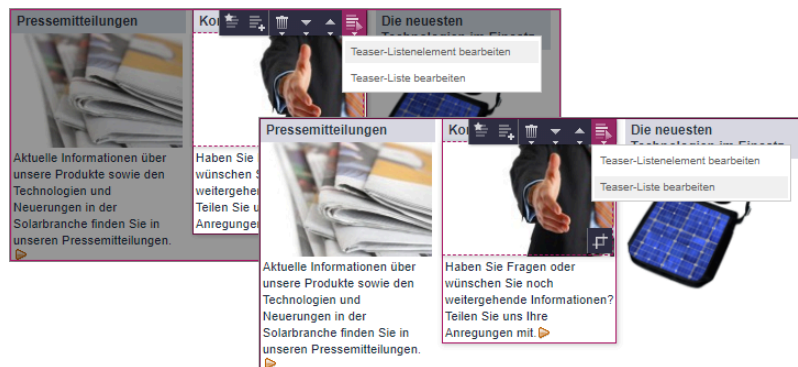 Pressemitteilungen
Aktuelle Informationen über
unsere Produkte sowie den
Technologien und
Neuerungen in der
Solarbranche finden Sie in
unseren Pressemitteilungen.
Haben Sie
wünschen
weitergehe
Teilen Sie u
Anregunge
Die neuesten
Technologien im Einsatz
Teaser-Listenelement bearbeiten
Teaser-Liste bearbeiten
Pressemitteilungen
Aktuelle Informationen über
unsere Produkte sowie den
Technologien und
Neuerungen in der
Solarbranche finden Sie in
unseren Pressemitteilungen.
Haben Sie Fragen oder
wünschen Sie noch
weitergehende Informationen?
Teilen Sie uns Ihre
Anregungen mit.
Die neuesten
Teaser-Listenelement bearbeiten
Teaser-Liste bearbeiten